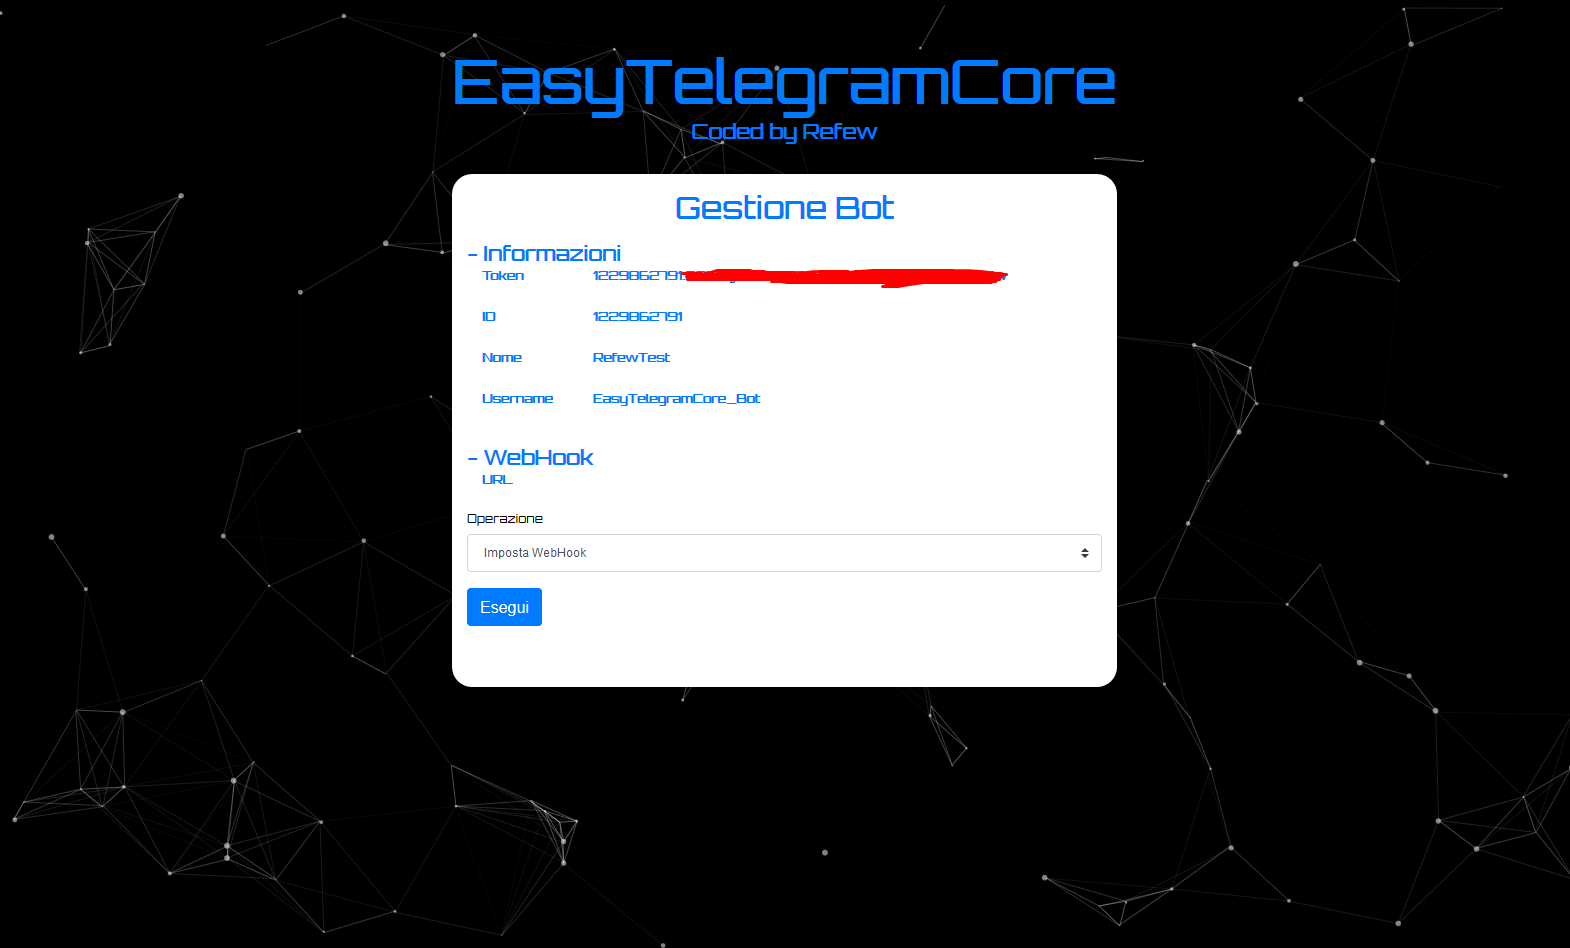 EasyTelegramCore
Coded by Refew
Gestione Bot
- Informazioni
Token 1229862791:
ID 1229862791
Nome RefewTest
Username EasyTelegramCore_Bot
- WebHook
URL
Operazione
Imposta WebHook
Esegui